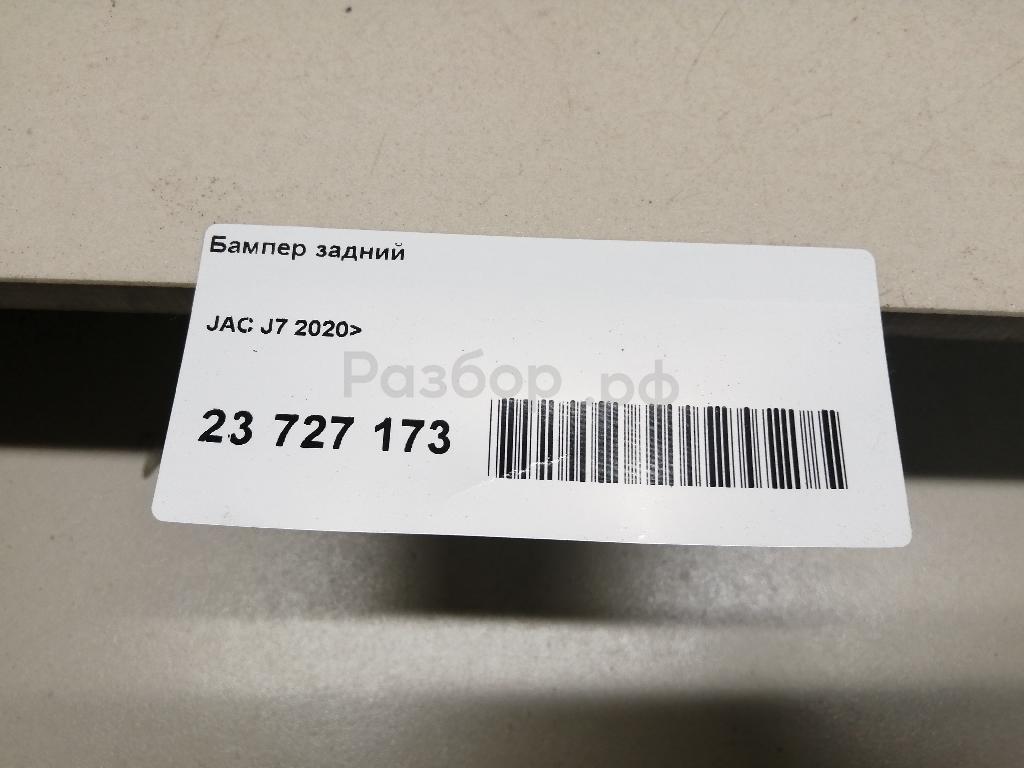 Бампер задний
JAC J7 2020>
Разбор.рф
23 727 173